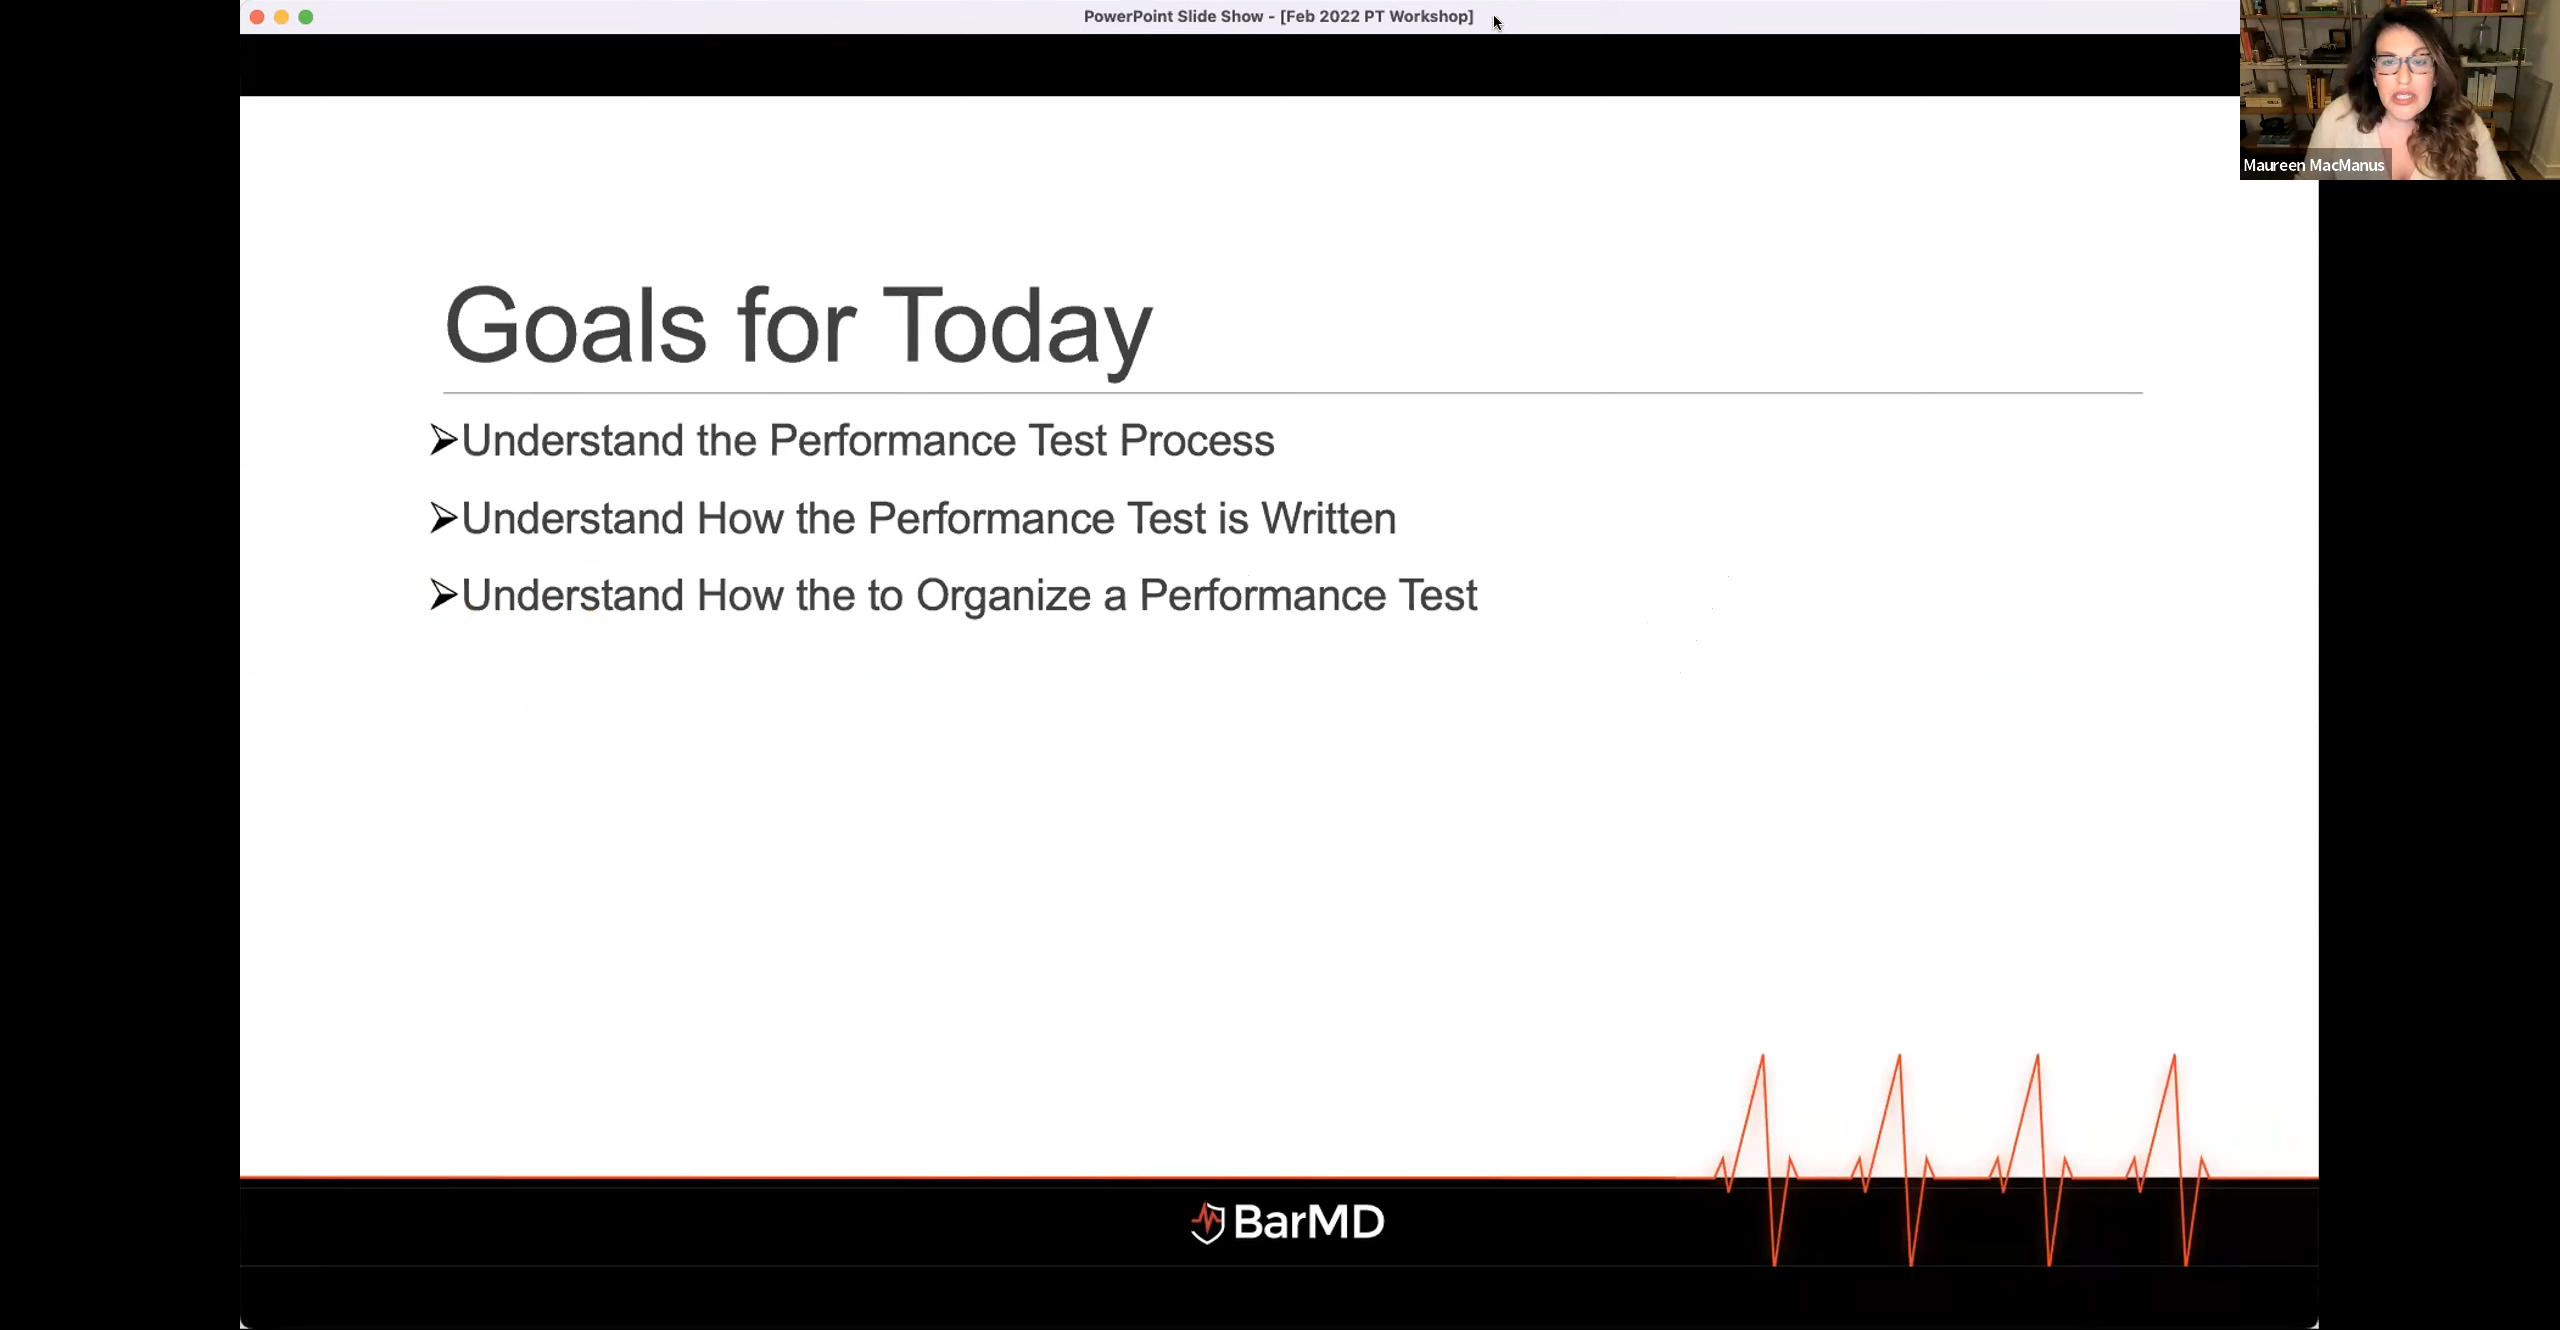 PowerPoint Slide Show - [Feb 2022 PT Workshop]
Maureen MacManus
Goals for Today
Understand the Performance Test Process
Understand How the Performance Test is Written
Understand How the to Organize a Performance Test
BarMD